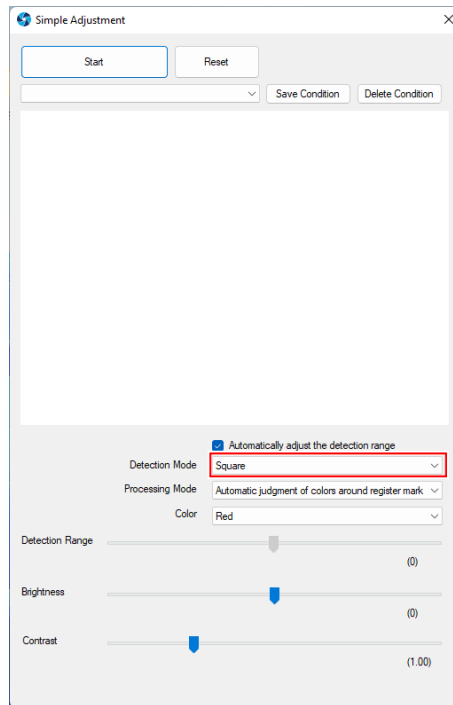 Simple Adjustment
Start Reset
Save Condition Delete Condition
Automatically adjust the detection range
Detection Mode Square
Processing Mode Automatic judgment of colors around register mark
Color Red
Detection Range
(0)
Brightness
(0)
Contrast
(1.00)